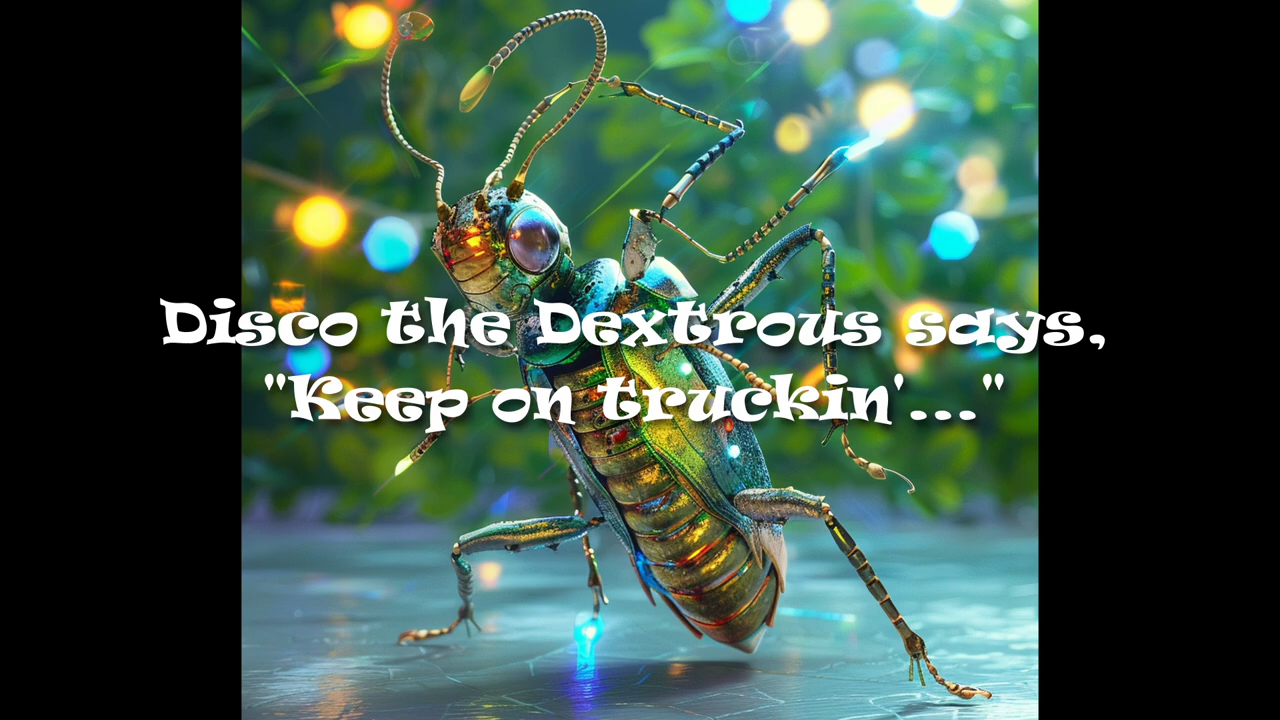 Disco the Dextrous says,
"Keep on truckin'..."